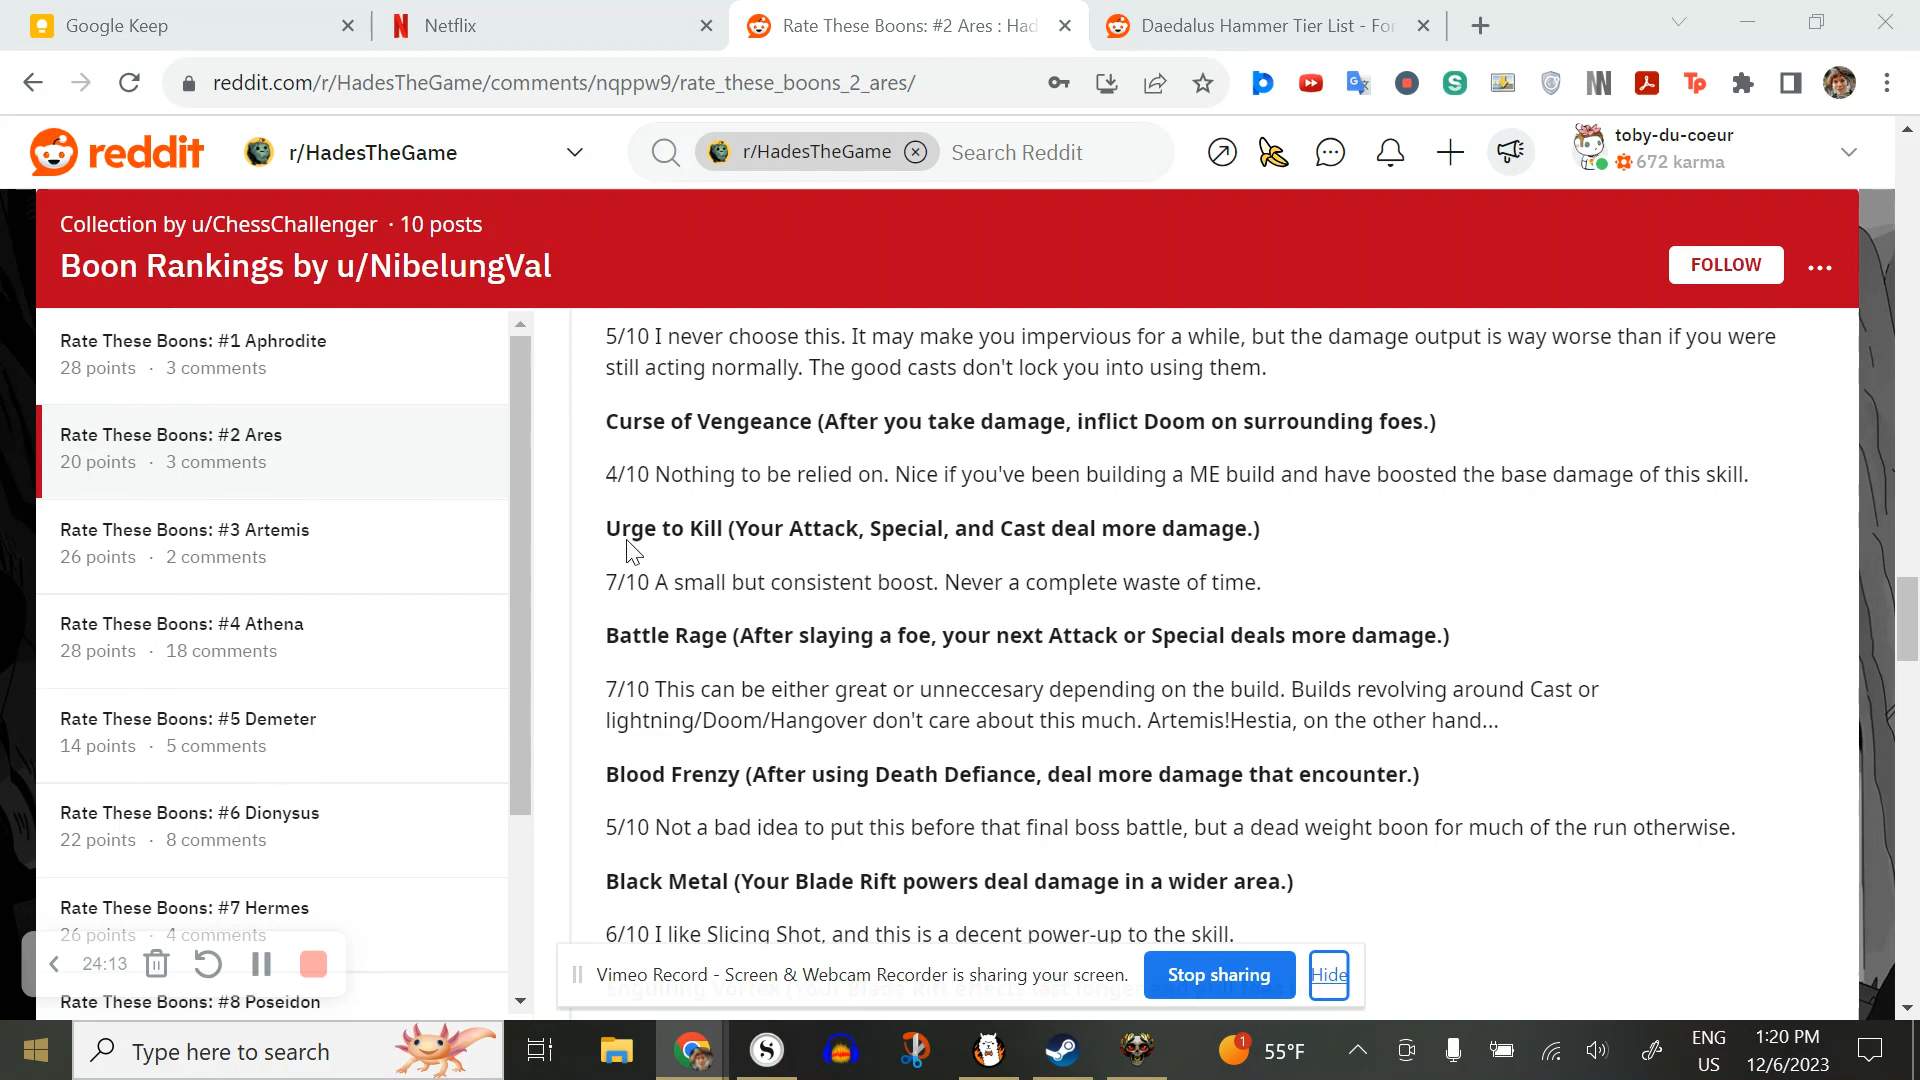 Google Keep
Netflix
Rate These Boons: #2 Ares : Had
Daedalus Hammer Tier List - For
reddit.com/r/HadesTheGame/comments/nqppw9/rate_these_boons_2_ares/
reddit
r/HadesTheGame
r/HadesTheGame
Search Reddit
toby-du-coeur
672 karma
Collection by u/ChessChallenger · 10 posts
Boon Rankings by u/NibelungVal
FOLLOW
Rate These Boons: #1 Aphrodite
28 points · 3 comments
Rate These Boons: #2 Ares
20 points · 3 comments
Rate These Boons: #3 Artemis
26 points · 2 comments
Rate These Boons: #4 Athena
28 points · 18 comments
Rate These Boons: #5 Demeter
14 points · 5 comments
Rate These Boons: #6 Dionysus
22 points · 8 comments
Rate These Boons: #7 Hermes
26 points · 4 comments
Rate These Boons: #8 Poseidon
5/10 I never choose this. It may make you impervious for a while, but the damage output is way worse than if you were
still acting normally. The good casts don't lock you into using them.
Curse of Vengeance (After you take damage, inflict Doom on surrounding foes.)
4/10 Nothing to be relied on. Nice if you've been building a ME build and have boosted the base damage of this skill.
Urge to Kill (Your Attack, Special, and Cast deal more damage.)
7/10 A small but consistent boost. Never a complete waste of time.
Battle Rage (After slaying a foe, your next Attack or Special deals more damage.)
7/10 This can be either great or unneccesary depending on the build. Builds revolving around Cast or
lightning/Doom/Hangover don't care about this much. Artemis!Hestia, on the other hand...
Blood Frenzy (After using Death Defiance, deal more damage that encounter.)
5/10 Not a bad idea to put this before that final boss battle, but a dead weight boon for much of the run otherwise.
Black Metal (Your Blade Rift powers deal damage in a wider area.)
6/10 I like Slicing Shot, and this is a decent power-up to the skill.
Engulfing Vortex (Your Blade Rift effects last longer and pull foes
24:13
Vimeo Record - Screen & Webcam Recorder is sharing your screen.
Stop sharing
Hide
Type here to search
1
55°F
ENG
US
1:20 PM
12/6/2023